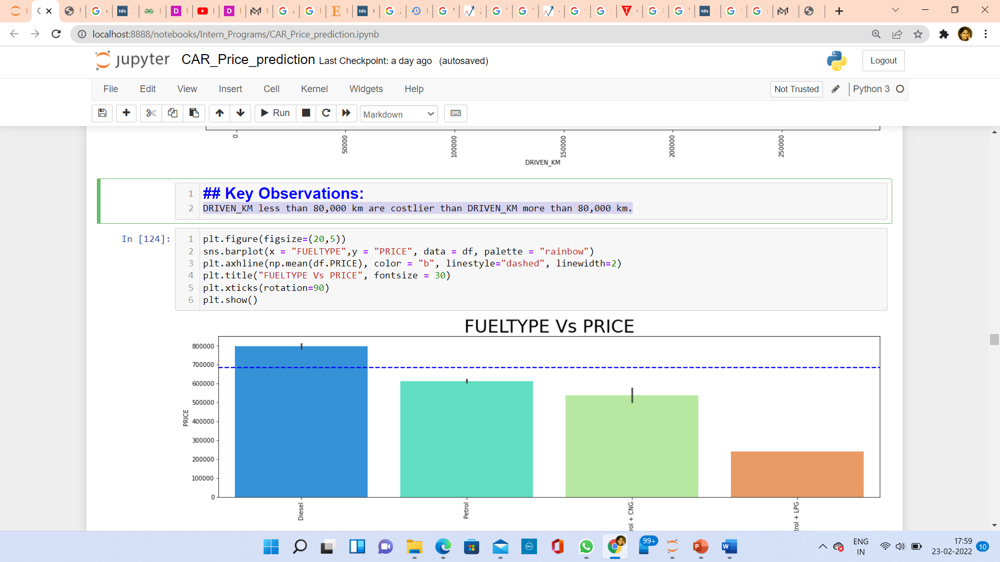 localhost:8888/notebooks/Intern_Programs/CAR_Price_prediction.ipynb
jupyter CAR_Price_prediction Last Checkpoint: a day ago (autosaved)
Logout
File Edit View Insert Cell Kernel Widgets Help
Not Trusted
Python 3
Run
Markdown
0 50000 100000 150000 200000 250000
DRIVEN_KM
1 ## Key Observations:
2 DRIVEN_KM less than 80,000 km are costlier than DRIVEN_KM more than 80,000 km.
In [124]:
1 plt.figure(figsize=(20,5))
2 sns.barplot(x = "FUELTYPE",y = "PRICE", data = df, palette = "rainbow")
3 plt.axhline(np.mean(df.PRICE), color = "b", linestyle="dashed", linewidth=2)
4 plt.title("FUELTYPE Vs PRICE", fontsize = 30)
5 plt.xticks(rotation=90)
6 plt.show()
FUELTYPE Vs PRICE
800000
700000
600000
500000
400000
300000
200000
100000
0
PRICE
Diesel
Petrol
rol + CNG
trol + LPG
99+
ENG
IN
17:59
23-02-2022
10